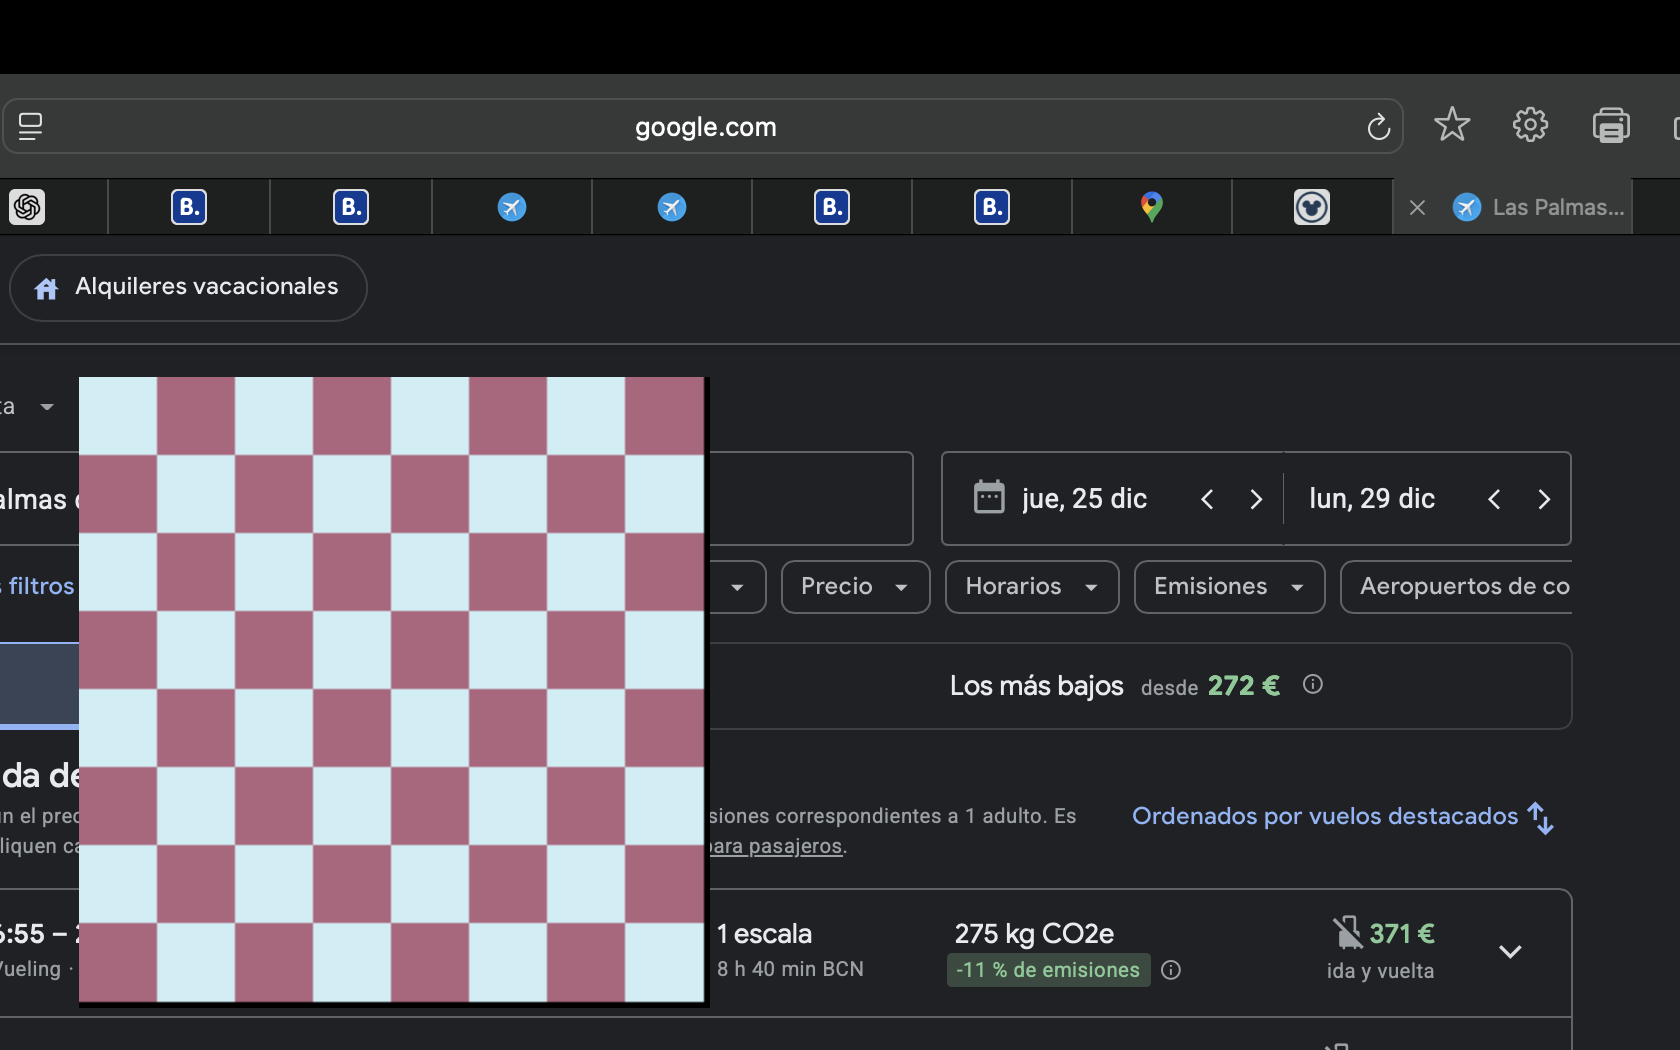 google.com
B.
B.
B.
B.
Las Palmas...
Alquileres vacacionales
ta
almas
jue, 25 dic
lun, 29 dic
filtros
Precio
Horarios
Emisiones
Aeropuertos de co
Los más bajos desde 272 €
da de
n el prec
siones correspondientes a 1 adulto. Es
Ordenados por vuelos destacados
liquen ca
para pasajeros.
6:55 –
1 escala
275 kg CO2e
371 €
Vueling ·
8 h 40 min BCN
-11 % de emisiones
ida y vuelta